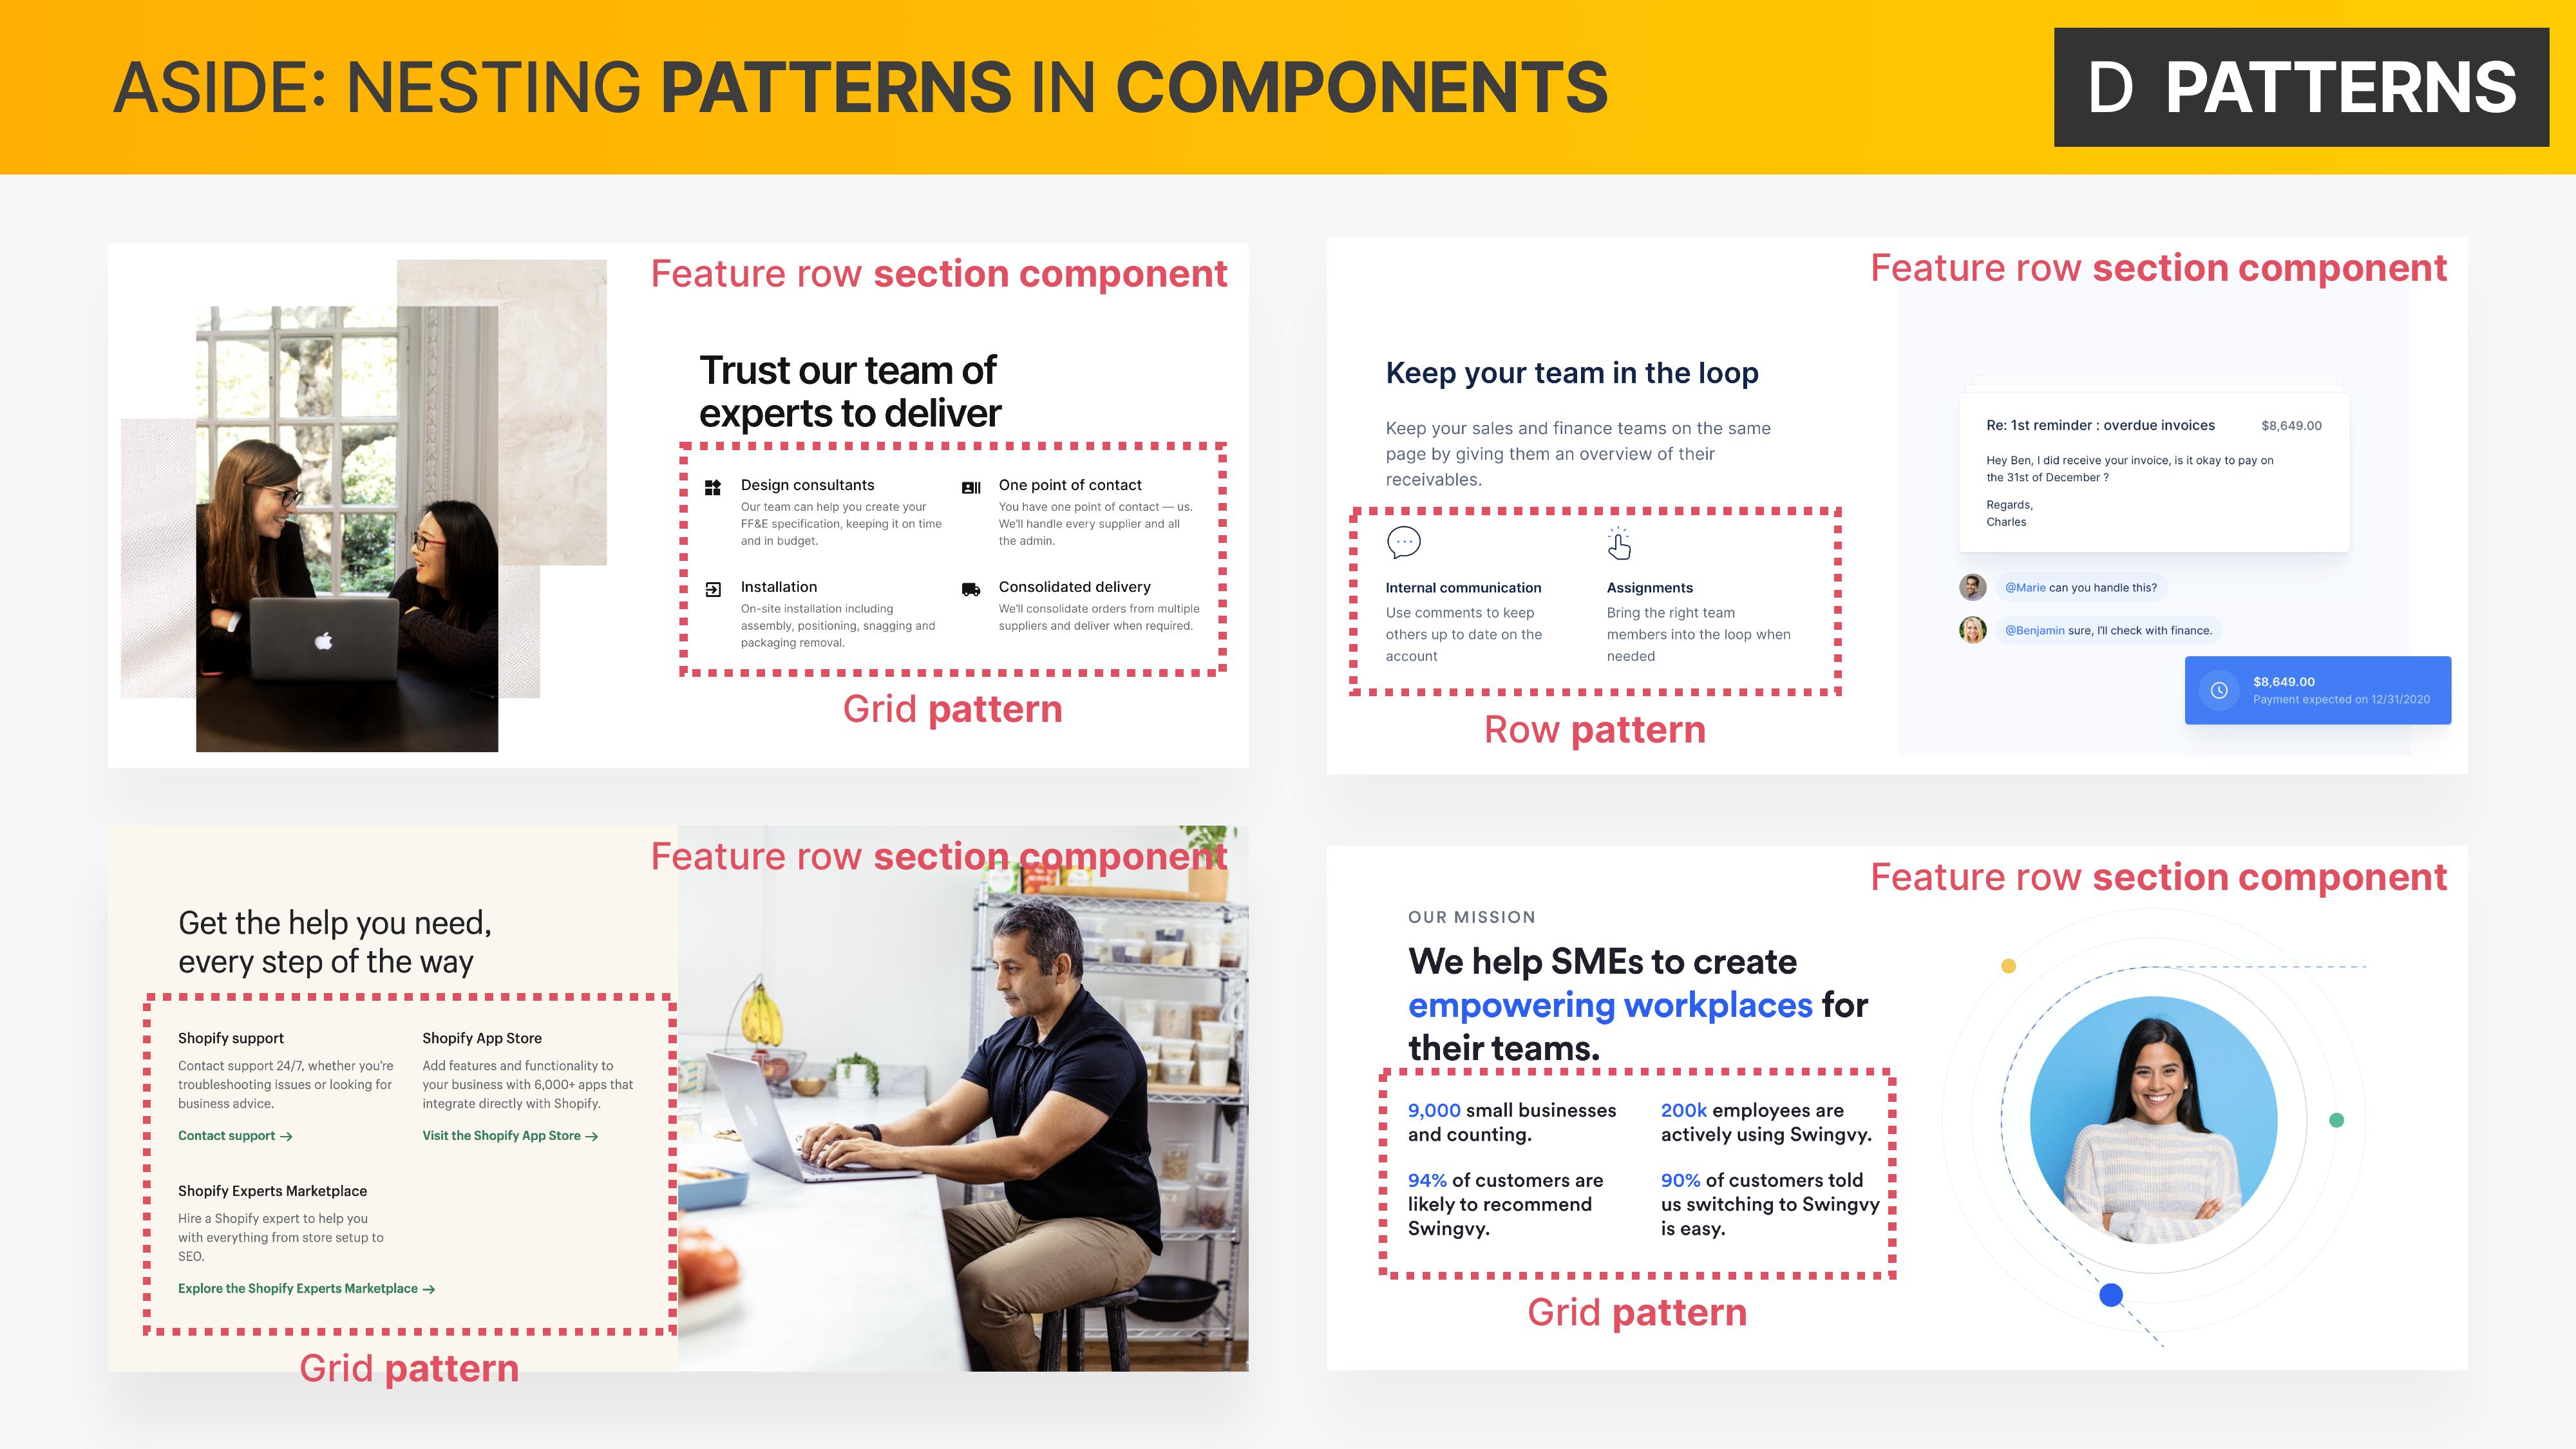 ASIDE: NESTING PATTERNS IN COMPONENTS
D PATTERNS
Feature row section component
Trust our team of
experts to deliver
Design consultants
Our team can help you create your
FF&E specification, keeping it on time
and in budget.
One point of contact
You have one point of contact — us.
We'll handle every supplier and all
the admin.
Installation
On-site installation including
assembly, positioning, snagging and
packaging removal.
Consolidated delivery
We'll consolidate orders from multiple
suppliers and deliver when required.
Grid pattern
Feature row section component
Keep your team in the loop
Keep your sales and finance teams on the same
page by giving them an overview of their
receivables.
Internal communication
Use comments to keep
others up to date on the
account
Assignments
Bring the right team
members into the loop when
needed
Row pattern
Re: 1st reminder : overdue invoices
$8,649.00
Hey Ben, I did receive your invoice, is it okay to pay on
the 31st of December ?
Regards,
Charles
@Marie can you handle this?
@Benjamin sure, I'll check with finance.
$8,649.00
Payment expected on 12/31/2020
Feature row section component
Get the help you need,
every step of the way
Shopify support
Contact support 24/7, whether you're
troubleshooting issues or looking for
business advice.
Contact support →
Shopify App Store
Add features and functionality to
your business with 6,000+ apps that
integrate directly with Shopify.
Visit the Shopify App Store →
Shopify Experts Marketplace
Hire a Shopify expert to help you
with everything from store setup to
SEO.
Explore the Shopify Experts Marketplace →
Grid pattern
Feature row section component
OUR MISSION
We help SMEs to create
empowering workplaces for
their teams.
9,000 small businesses
and counting.
200k employees are
actively using Swingvy.
94% of customers are
likely to recommend
Swingvy.
90% of customers told
us switching to Swingvy
is easy.
Grid pattern